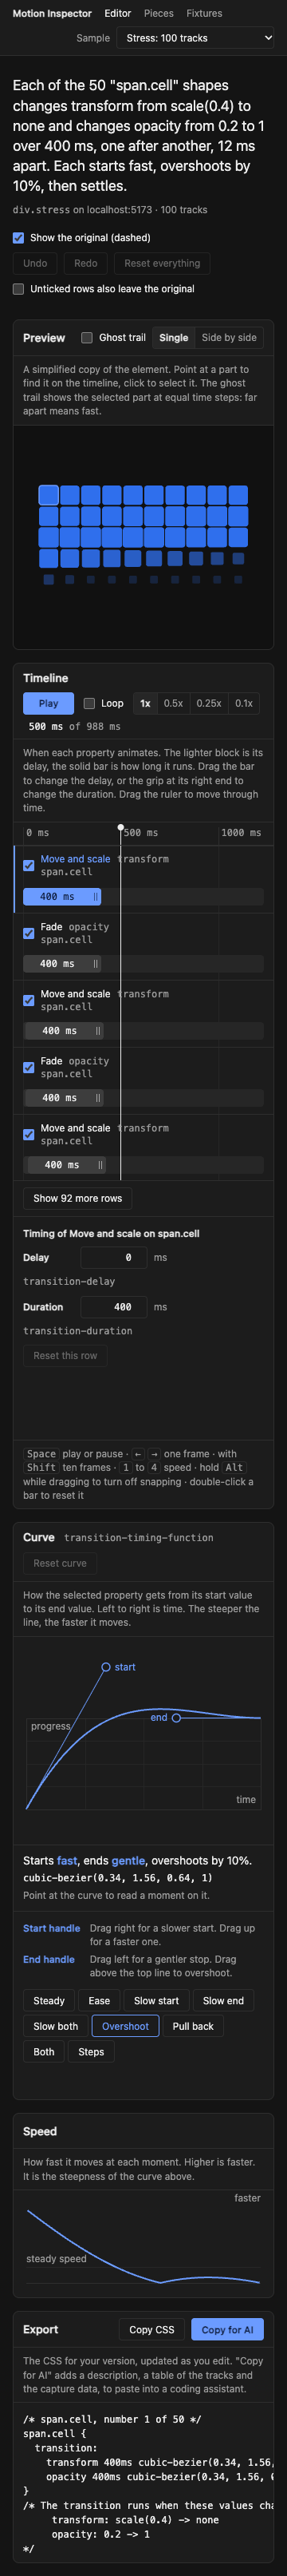 Motion Inspector Editor Pieces Fixtures
Sample Stress: 100 tracks
Each of the 50 "span.cell" shapes
changes transform from scale(0.4) to
none and changes opacity from 0.2 to 1
over 400 ms, one after another, 12 ms
apart. Each starts fast, overshoots by
10%, then settles.
div.stress on localhost:5173 · 100 tracks
Show the original (dashed)
Undo Redo Reset everything
Unticked rows also leave the original
Preview Ghost trail Single Side by side
A simplified copy of the element. Point at a part to
find it on the timeline, click to select it. The ghost
trail shows the selected part at equal time steps: far
apart means fast.
Timeline
Play Loop 1x 0.5x 0.25x 0.1x
500 ms of 988 ms
When each property animates. The lighter block is its
delay, the solid bar is how long it runs. Drag the bar
to change the delay, or the grip at its right end to
change the duration. Drag the ruler to move through
time.
0 ms 500 ms 1000 ms
Move and scale transform
span.cell
400 ms
Fade opacity
span.cell
400 ms
Move and scale transform
span.cell
400 ms
Fade opacity
span.cell
400 ms
Move and scale transform
span.cell
400 ms
Show 92 more rows
Timing of Move and scale on span.cell
Delay 0 ms
transition-delay
Duration 400 ms
transition-duration
Reset this row
Space play or pause · ← → one frame · with
Shift ten frames · 1 to 4 speed · hold Alt
while dragging to turn off snapping · double-click a
bar to reset it
Curve transition-timing-function
Reset curve
How the selected property gets from its start value
to its end value. Left to right is time. The steeper the
line, the faster it moves.
start
end
progress
time
Starts fast, ends gentle, overshoots by 10%.
cubic-bezier(0.34, 1.56, 0.64, 1)
Point at the curve to read a moment on it.
Start handle Drag right for a slower start. Drag up
for a faster one.
End handle Drag left for a gentler stop. Drag
above the top line to overshoot.
Steady Ease Slow start Slow end
Slow both Overshoot Pull back
Both Steps
Speed
How fast it moves at each moment. Higher is faster.
It is the steepness of the curve above.
faster
steady speed
Export Copy CSS Copy for AI
The CSS for your version, updated as you edit. "Copy
for AI" adds a description, a table of the tracks and
the capture data, to paste into a coding assistant.
/* span.cell, number 1 of 50 */
span.cell {
transition:
transform 400ms cubic-bezier(0.34, 1.56,
opacity 400ms cubic-bezier(0.34, 1.56,
}
/* The transition runs when these values cha
transform: scale(0.4) -> none
opacity: 0.2 -> 1
*/